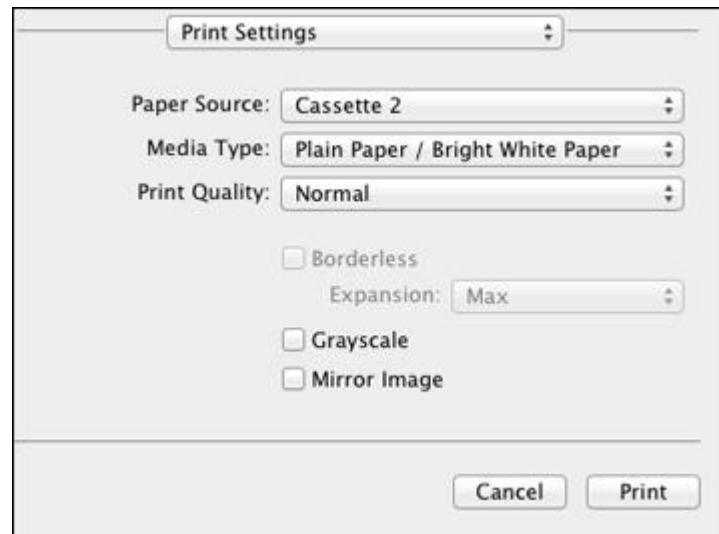 Print Settings
Paper Source: Cassette 2
Media Type: Plain Paper / Bright White Paper
Print Quality: Normal
Borderless
Expansion: Max
Grayscale
Mirror Image
Cancel Print